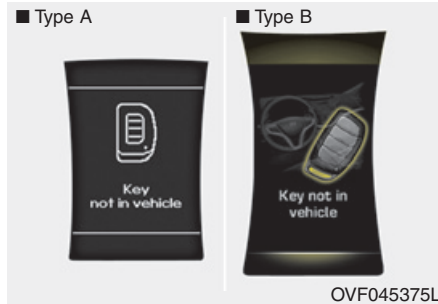 ■ Type A
■ Type B
Key
not in vehicle
Key not in
vehicle
OVF045375L